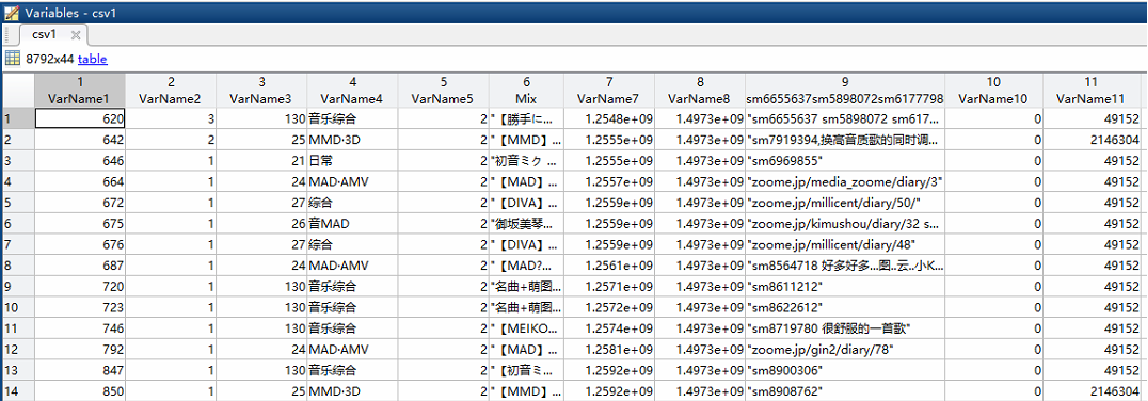 Variables - csv1
csv1
8792x44 table
1 2 3 4 5 6 7 8 9 10 11
VarName1 VarName2 VarName3 VarName4 VarName5 Mix VarName7 VarName8 sm6655637sm5898072sm6177798 VarName10 VarName11
1 620 3 130 音乐综合 2 "【勝手に... 1.2548e+09 1.4973e+09 "sm6655637 sm5898072 sm617... 0 49152
2 642 2 25 MMD·3D 2 "【MMD】... 1.2555e+09 1.4973e+09 "sm7919394,换高音质歌的同时调... 0 2146304
3 646 1 21 日常 2 "初音ミク ... 1.2555e+09 1.4973e+09 "sm6969855" 0 49152
4 664 1 24 MAD·AMV 2 "【MAD】... 1.2557e+09 1.4973e+09 "zoome.jp/media_zoome/diary/3" 0 49152
5 672 1 27 综合 2 "【DIVA】... 1.2559e+09 1.4973e+09 "zoome.jp/millicent/diary/50/" 0 49152
6 675 1 26 音MAD 2 "御坂美琴... 1.2559e+09 1.4973e+09 "zoome.jp/kimushou/diary/32 s... 0 49152
7 676 1 27 综合 2 "【DIVA】... 1.2559e+09 1.4973e+09 "zoome.jp/millicent/diary/48" 0 49152
8 687 1 24 MAD·AMV 2 "【MAD?... 1.2561e+09 1.4973e+09 "sm8564718 好多好多...图..云..小K... 0 49152
9 720 1 130 音乐综合 2 "名曲+萌图... 1.2571e+09 1.4973e+09 "sm8611212" 0 49152
10 723 1 130 音乐综合 2 "名曲+萌图... 1.2572e+09 1.4973e+09 "sm8622612" 0 49152
11 746 1 130 音乐综合 2 "【MEIKO... 1.2574e+09 1.4973e+09 "sm8719780 很舒服的一首歌" 0 49152
12 792 1 24 MAD·AMV 2 "【MAD】... 1.2581e+09 1.4973e+09 "zoome.jp/gin2/diary/78" 0 49152
13 847 1 130 音乐综合 2 "【初音ミ... 1.2592e+09 1.4973e+09 "sm8900306" 0 49152
14 850 1 25 MMD·3D 2 "【MMD】... 1.2592e+09 1.4973e+09 "sm8908762" 0 2146304